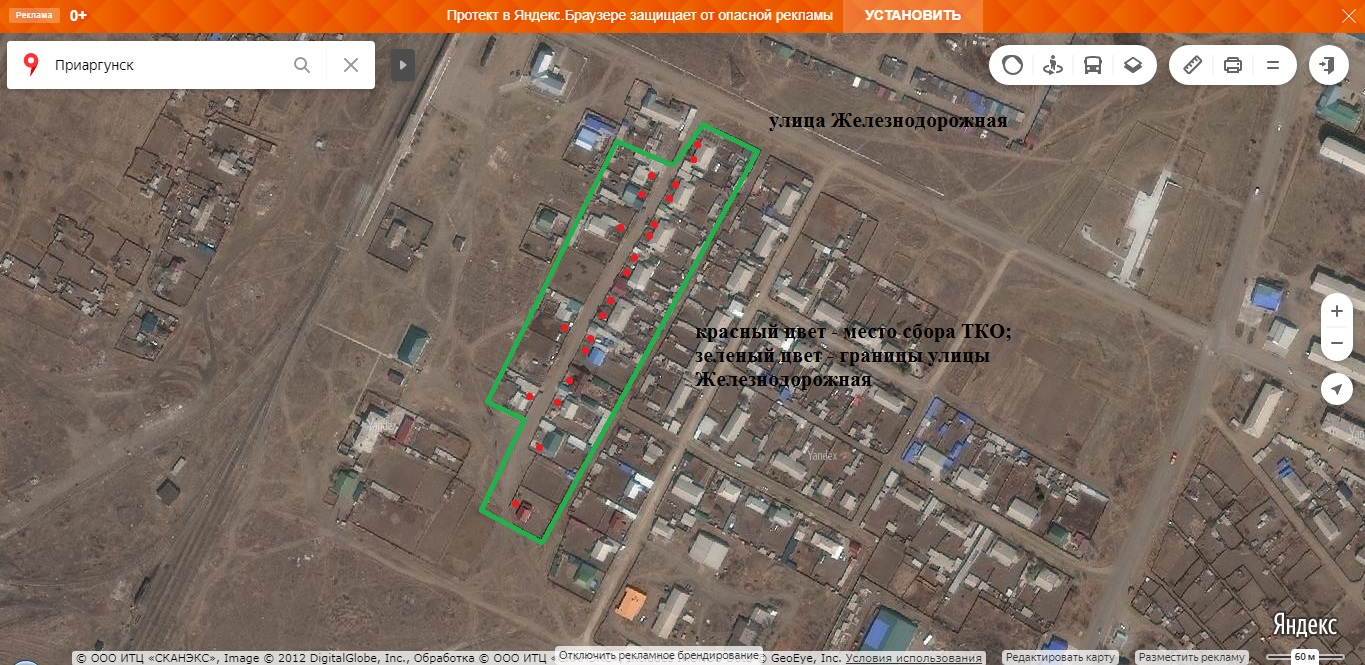 Реклама
0+
Протект в Яндекс.Браузере защищает от опасной рекламы
УСТАНОВИТЬ
Приаргунск
улица Железнодорожная
красный цвет - место сбора ТКО;
зеленый цвет - границы улицы
Железнодорожная
Yandex
Yandex
Яндекс
© ООО ИТЦ «СКАНЭКС», Image © 2012 DigitalGlobe, Inc., Обработка © ООО ИТЦ «
Отключить рекламное брендирование
GeoEye, Inc. Условия использования
Редактировать карту
Разместить рекламу
60 м